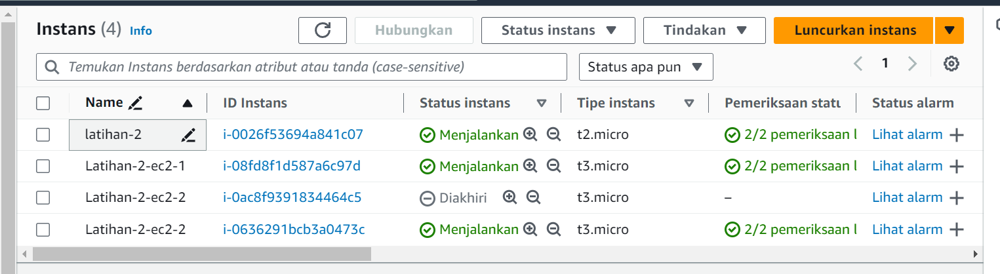 Instans (4) Info Hubungkan Status instans Tindakan Luncurkan instans
Temukan Instans berdasarkan atribut atau tanda (case-sensitive) Status apa pun 1
Name ID Instans Status instans Tipe instans Pemeriksaan statu Status alarm
latihan-2 i-0026f53694a841c07 Menjalankan t2.micro 2/2 pemeriksaan l Lihat alarm
Latihan-2-ec2-1 i-08fd8f1d587a6c97d Menjalankan t3.micro 2/2 pemeriksaan l Lihat alarm
Latihan-2-ec2-2 i-0ac8f9391834464c5 Diakhiri t3.micro – Lihat alarm
Latihan-2-ec2-2 i-0636291bcb3a0473c Menjalankan t3.micro 2/2 pemeriksaan l Lihat alarm